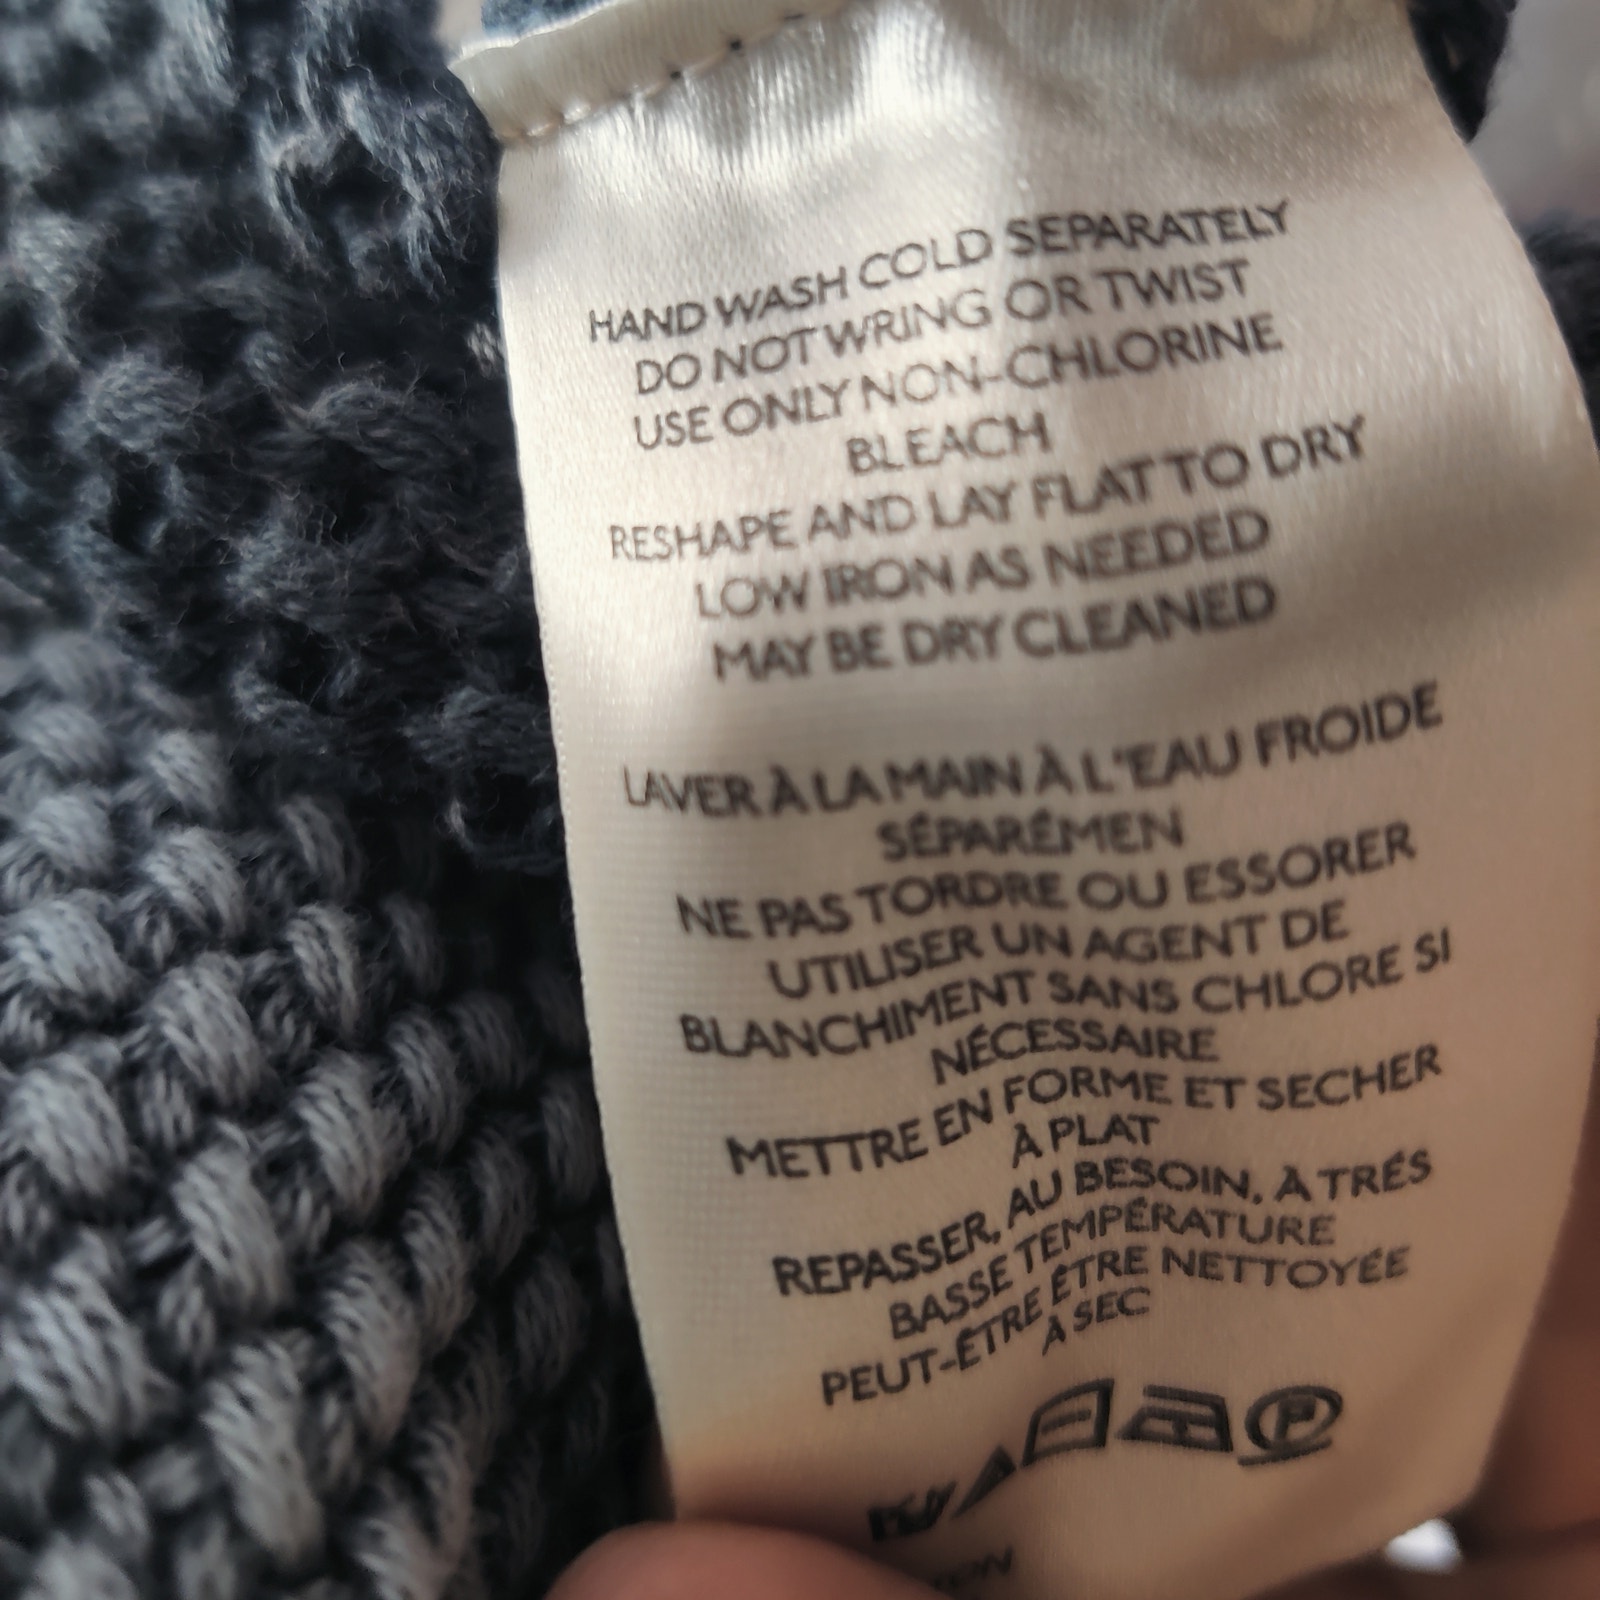 HAND WASH COLD SEPARATELY
DO NOT WRING OR TWIST
USE ONLY NON-CHLORINE
BLEACH
RESHAPE AND LAY FLAT TO DRY
LOW IRON AS NEEDED
MAY BE DRY CLEANED
LAVER À LA MAIN À L'EAU FROIDE
SÉPARÉMEN
NE PAS TORDRE OU ESSORER
UTILISER UN AGENT DE
BLANCHIMENT SANS CHLORE SI
NÉCESSAIRE
METTRE EN FORME ET SECHER
À PLAT
REPASSER, AU BESOIN, À TRÉS
BASSE TEMPÉRATURE
PEUT-ÊTRE ÊTRE NETTOYÉE
À SEC
P